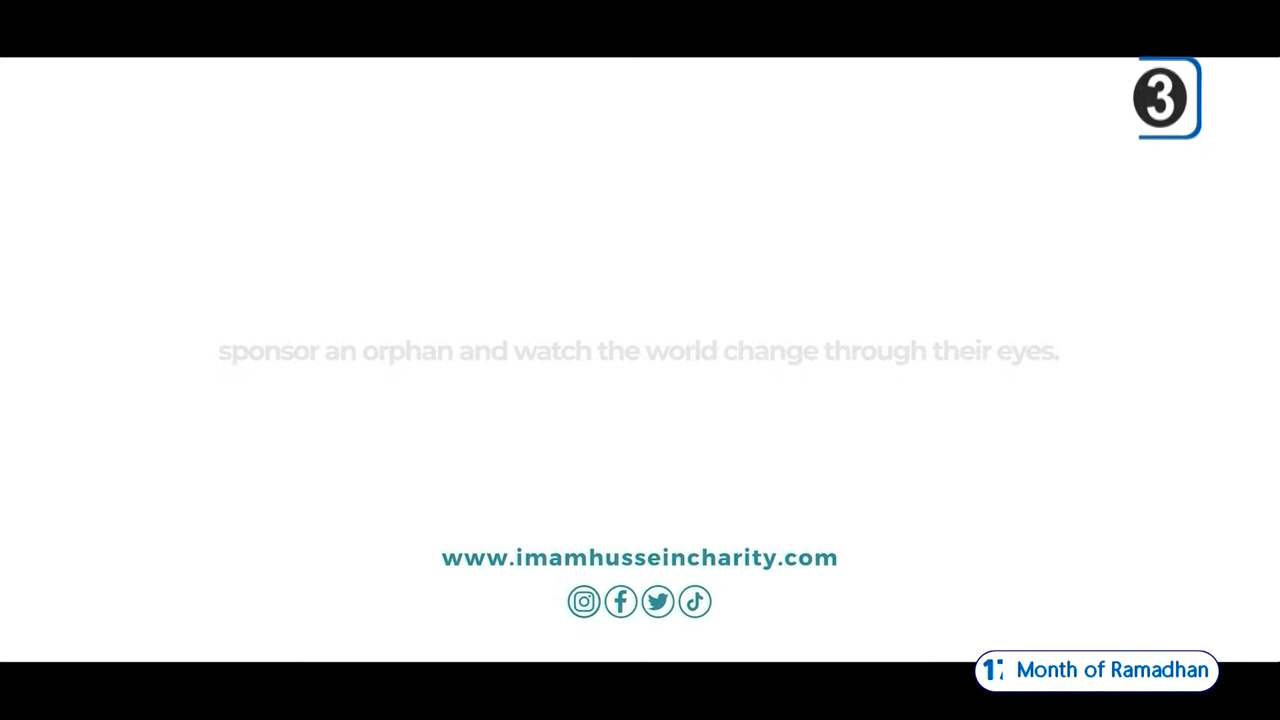 3
sponsor an orphan and watch the world change through their eyes.
www.imamhusseincharity.com
Month of Ramadhan